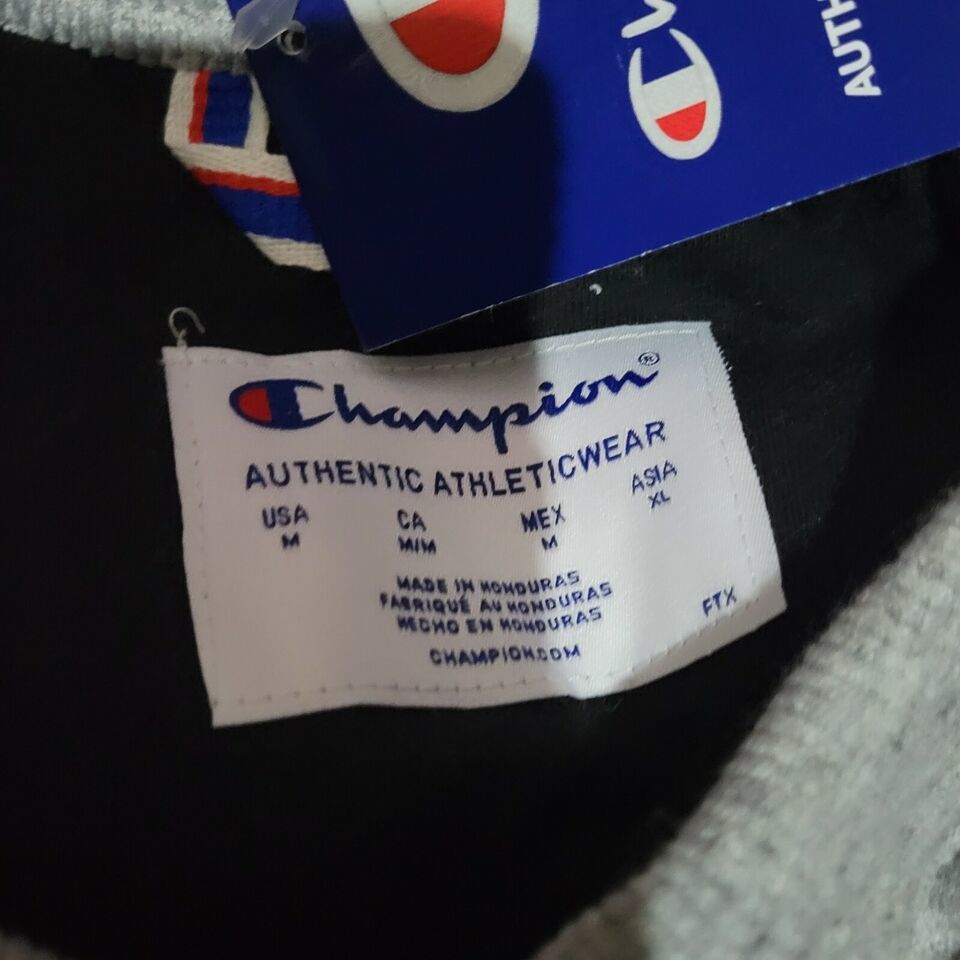 AUTH
Champion®
AUTHENTIC ATHLETICWEAR
USA CA MEX ASIA
M M/M M XL
MADE IN HONDURAS
FABRIQUÉ AU HONDURAS
HECHO EN HONDURAS
FTX
CHAMPION.COM